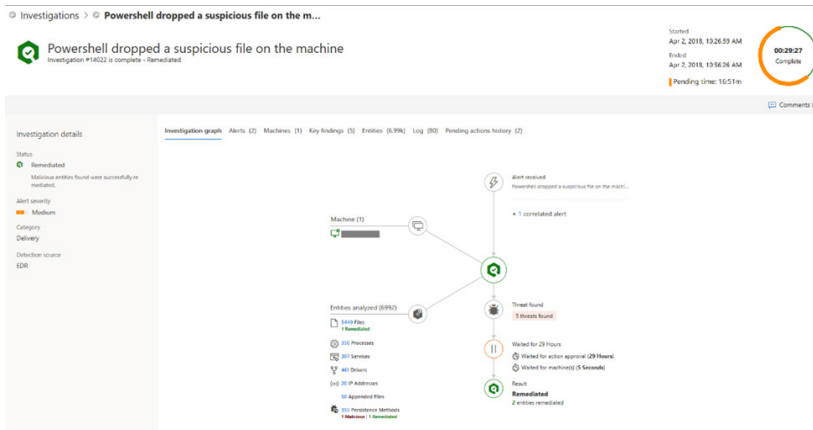 Investigations > Powershell dropped a suspicious file on the m...
Powershell dropped a suspicious file on the machine
Investigation #14022 is complete - Remediated
Started
Apr 2, 2018, 10:26:59 AM
Ended
Apr 2, 2018, 10:56:26 AM
Pending time: 16:51m
00:29:27
Complete
Comments
Investigation details
Status
Remediated
Malicious entities found were successfully re
mediated.
Alert severity
Medium
Category
Delivery
Detection source
EDR
Investigation graph Alerts (2) Machines (1) Key findings (5) Entities (6.99k) Log (80) Pending actions history (2)
Alert received
Powershell dropped a suspicious file on the machi...
+ 1 correlated alert
Machine (1)
Entities analyzed (6992)
5449 Files
1 Remediated
350 Processes
307 Services
461 Drivers
20 IP Addresses
50 Appended Files
355 Persistence Methods
1 Malicious | 1 Remediated
Threat found
3 threats found
Waited for 29 Hours
Waited for action approval (29 Hours)
Waited for machine(s) (5 Seconds)
Result
Remediated
2 entities remediated